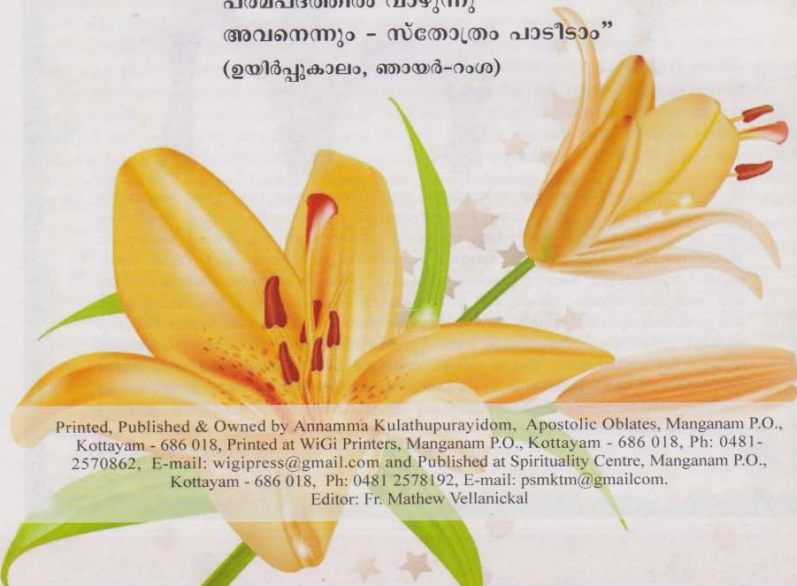 പരമപദത്തിൽ വാഴുന്നു
അവനെന്നും – സ്തോത്രം പാടീടാം”
(ഉയിർപ്പുകാലം, ഞായർ-റംശ)
Printed, Published & Owned by Annamma Kulathupurayidom, Apostolic Oblates, Manganam P.O.,
Kottayam - 686 018, Printed at WiGi Printers, Manganam P.O., Kottayam - 686 018, Ph: 0481-
2570862, E-mail: wigipress@gmail.com and Published at Spirituality Centre, Manganam P.O.,
Kottayam - 686 018, Ph: 0481 2578192, E-mail: psmktm@gmailcom.
Editor: Fr. Mathew Vellanickal